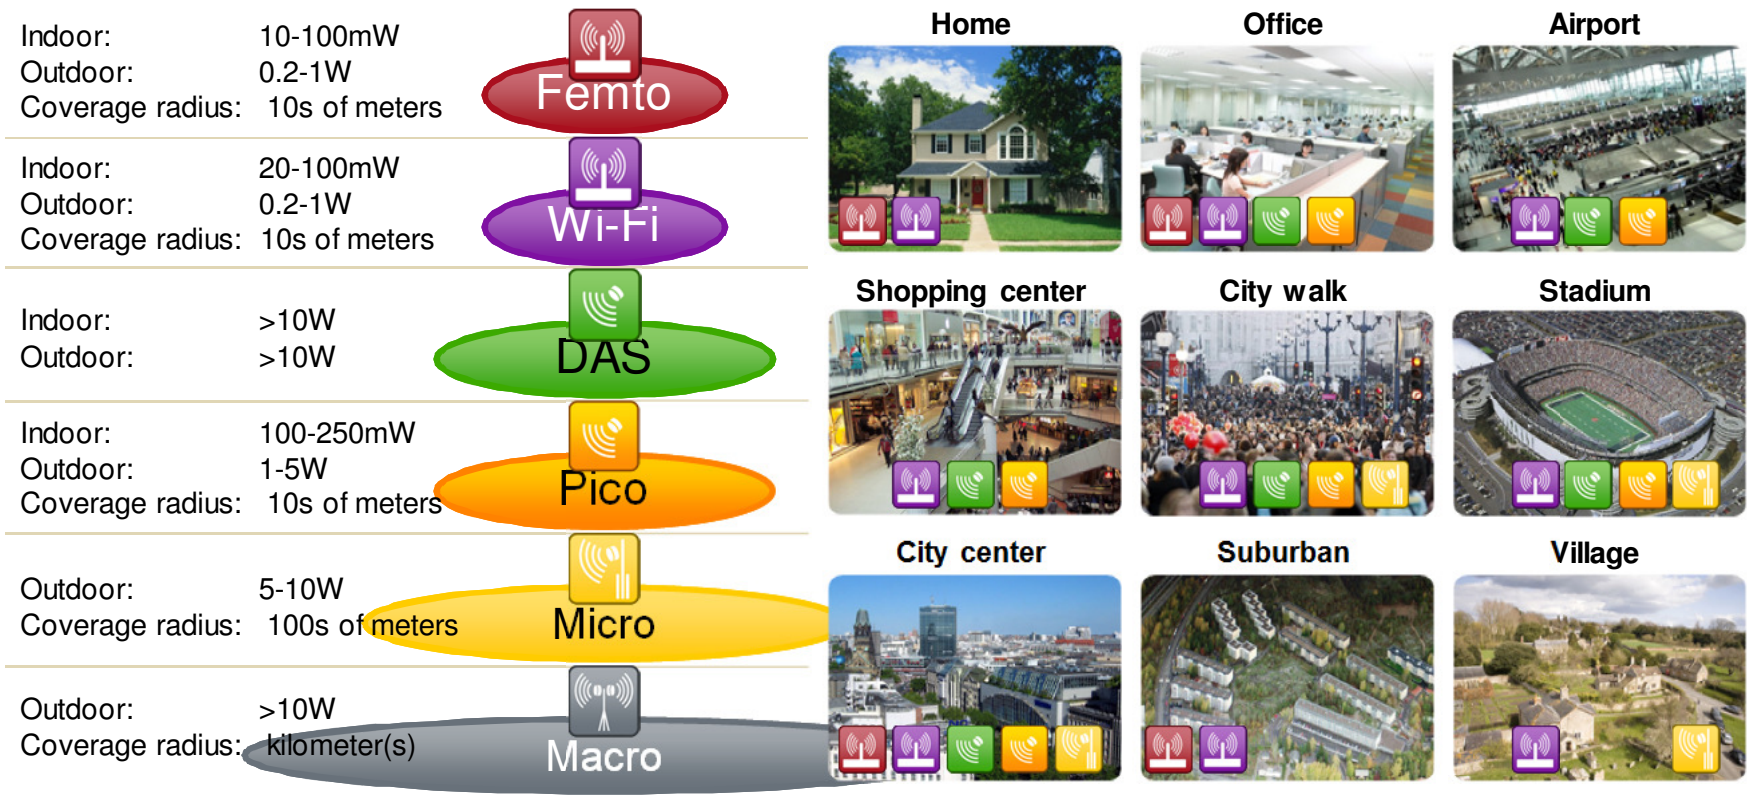 Indoor: 10-100mW
Outdoor: 0.2-1W
Coverage radius: 10s of meters
Femto
Indoor: 20-100mW
Outdoor: 0.2-1W
Coverage radius: 10s of meters
Wi-Fi
Indoor: >10W
Outdoor: >10W
DAS
Indoor: 100-250mW
Outdoor: 1-5W
Coverage radius: 10s of meters
Pico
Outdoor: 5-10W
Coverage radius: 100s of meters
Micro
Outdoor: >10W
Coverage radius: kilometer(s)
Macro
Home
Office
Airport
Shopping center
City walk
Stadium
City center
Suburban
Village